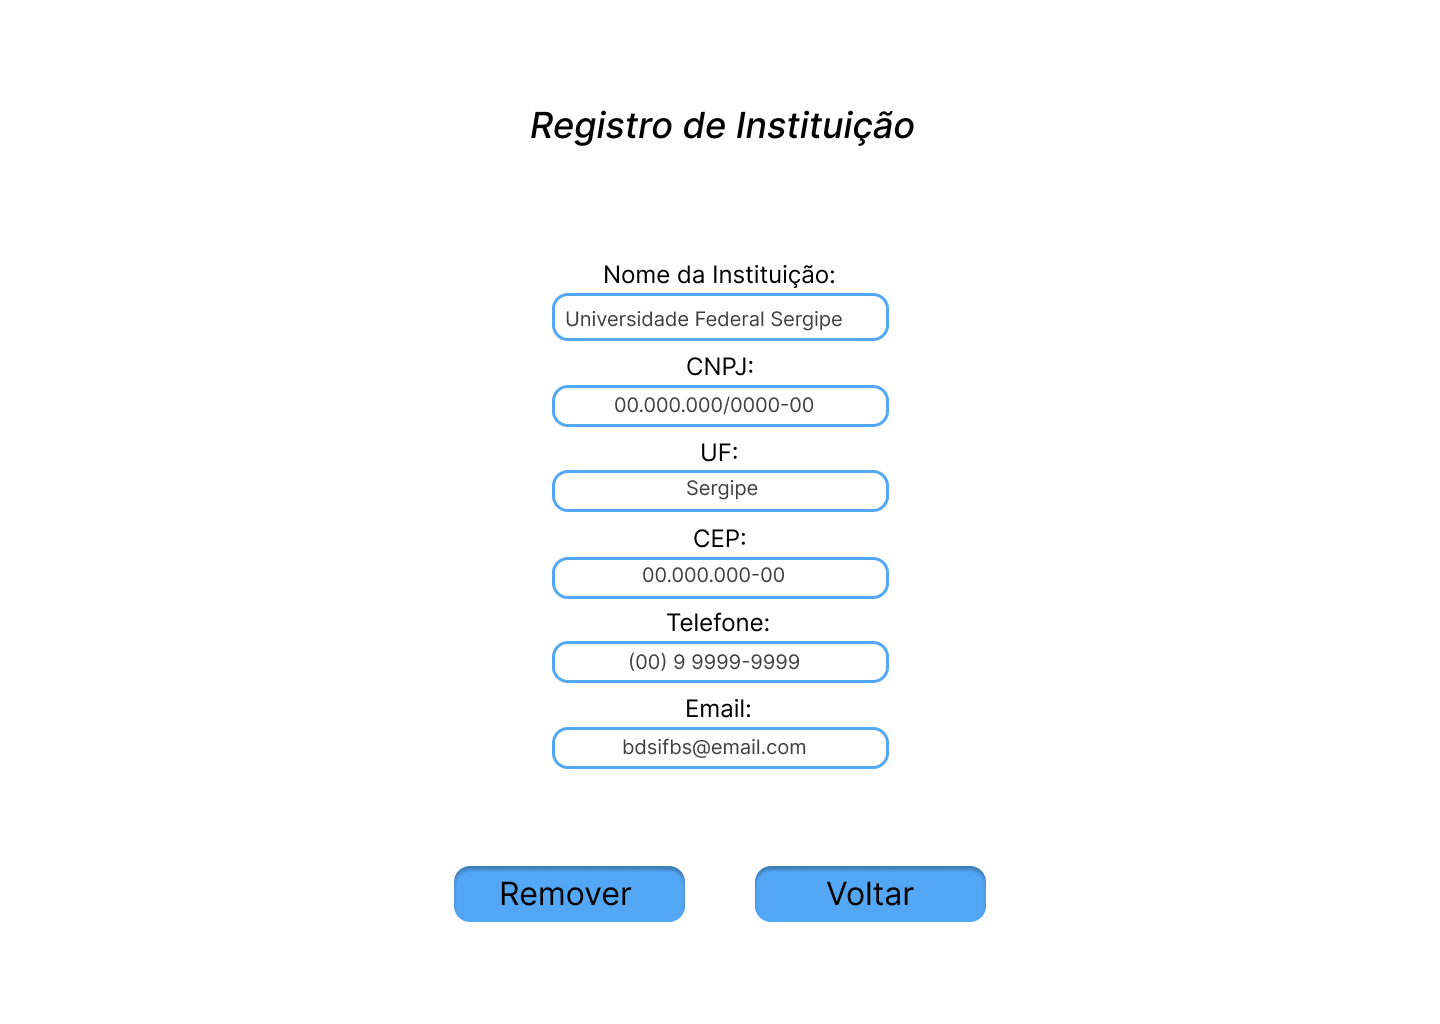 Registro de Instituição
Nome da Instituição:
Universidade Federal Sergipe
CNPJ:
00.000.000/0000-00
UF:
Sergipe
CEP:
00.000.000-00
Telefone:
(00) 9 9999-9999
Email:
bdsifbs@email.com
Remover
Voltar